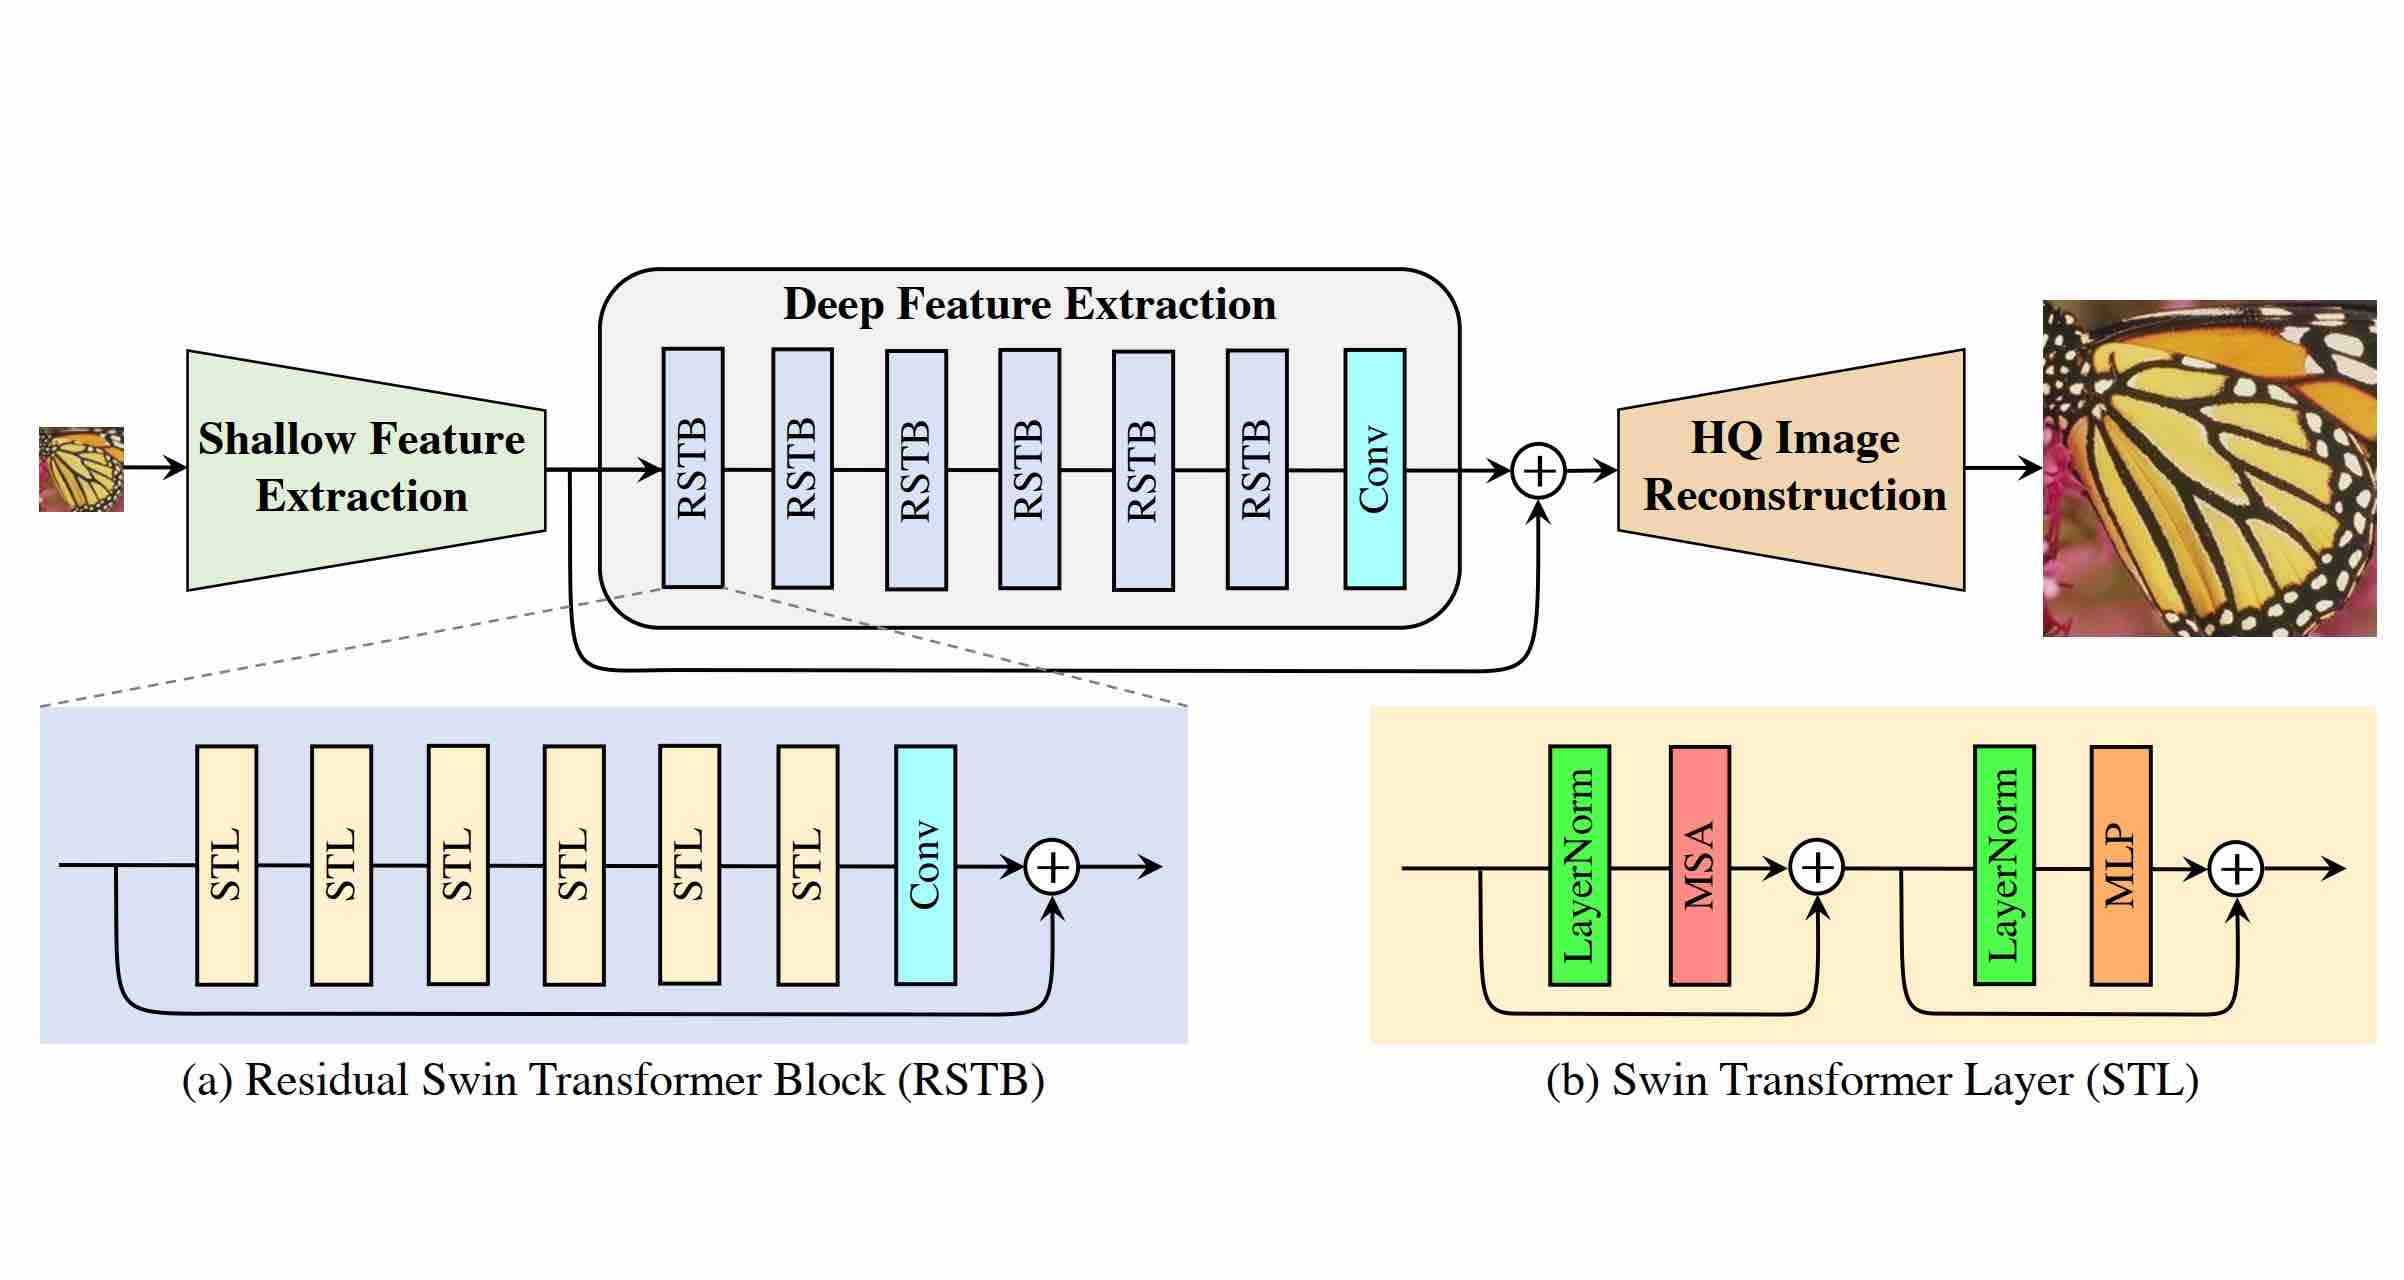 Deep Feature Extraction
Shallow Feature
Extraction
RSTB
RSTB
RSTB
RSTB
RSTB
RSTB
Conv
HQ Image
Reconstruction
STL
STL
STL
STL
STL
STL
Conv
(a) Residual Swin Transformer Block (RSTB)
LayerNorm
MSA
LayerNorm
MLP
(b) Swin Transformer Layer (STL)